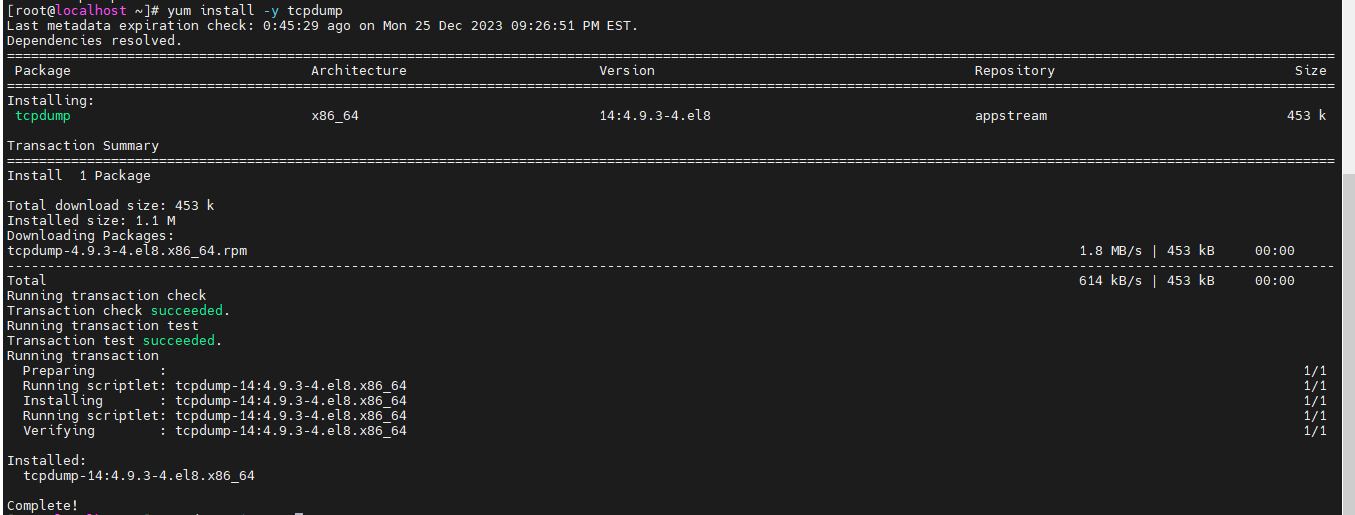 [root@localhost ~]# yum install -y tcpdump
Last metadata expiration check: 0:45:29 ago on Mon 25 Dec 2023 09:26:51 PM EST.
Dependencies resolved.
================================================================================
Package Architecture Version Repository Size
================================================================================
Installing:
tcpdump x86_64 14:4.9.3-4.el8 appstream 453 k
Transaction Summary
================================================================================
Install  1 Package
Total download size: 453 k
Installed size: 1.1 M
Downloading Packages:
tcpdump-4.9.3-4.el8.x86_64.rpm 1.8 MB/s | 453 kB 00:00
--------------------------------------------------------------------------------
Total 614 kB/s | 453 kB 00:00
Running transaction check
Transaction check succeeded.
Running transaction test
Transaction test succeeded.
Running transaction
Preparing : 1/1
Running scriptlet: tcpdump-14:4.9.3-4.el8.x86_64 1/1
Installing : tcpdump-14:4.9.3-4.el8.x86_64 1/1
Running scriptlet: tcpdump-14:4.9.3-4.el8.x86_64 1/1
Verifying : tcpdump-14:4.9.3-4.el8.x86_64 1/1
Installed:
tcpdump-14:4.9.3-4.el8.x86_64
Complete!